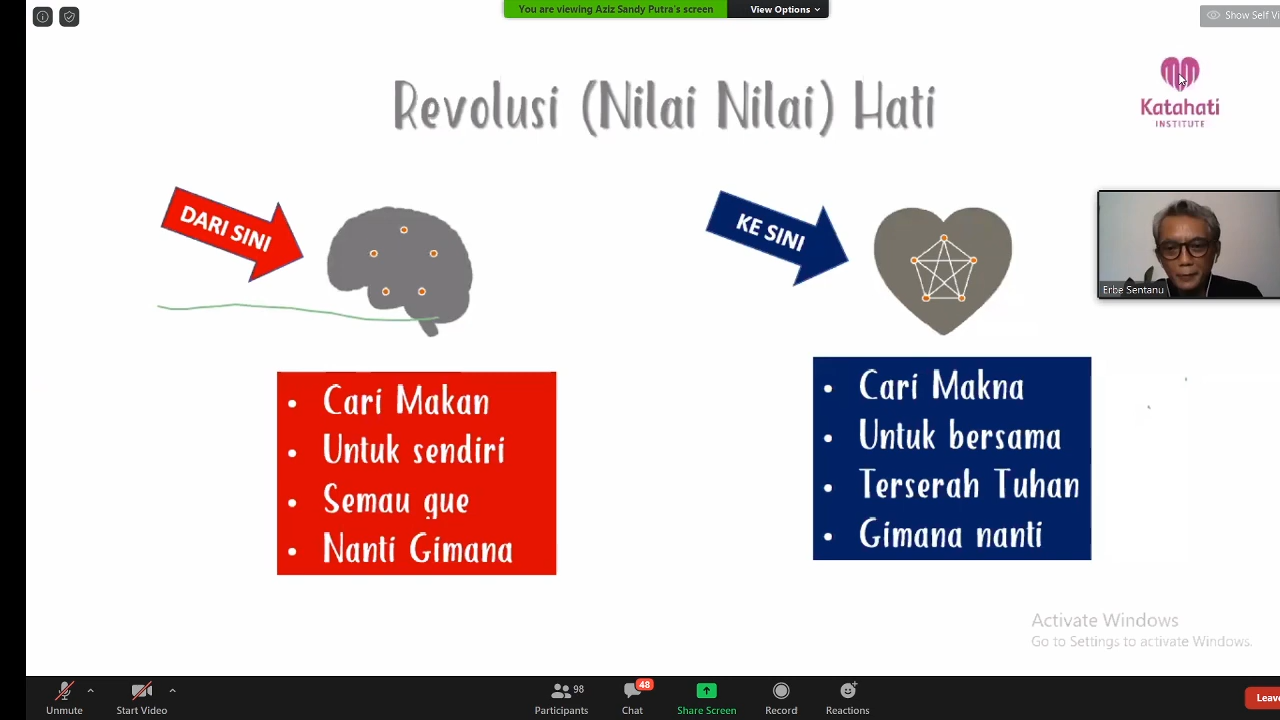 You are viewing Aziz Sandy Putra's screen
View Options
Show Self Vi
Revolusi (Nilai Nilai) Hati
Katahati
INSTITUTE
DARI SINI
KE SINI
Erbe Sentanu
• Cari Makan
• Untuk sendiri
• Semau gue
• Nanti Gimana
• Cari Makna
• Untuk bersama
• Terserah Tuhan
• Gimana nanti
Activate Windows
Go to Settings to activate Windows.
Unmute
Start Video
98
Participants
48
Chat
Share Screen
Record
Reactions
Leave